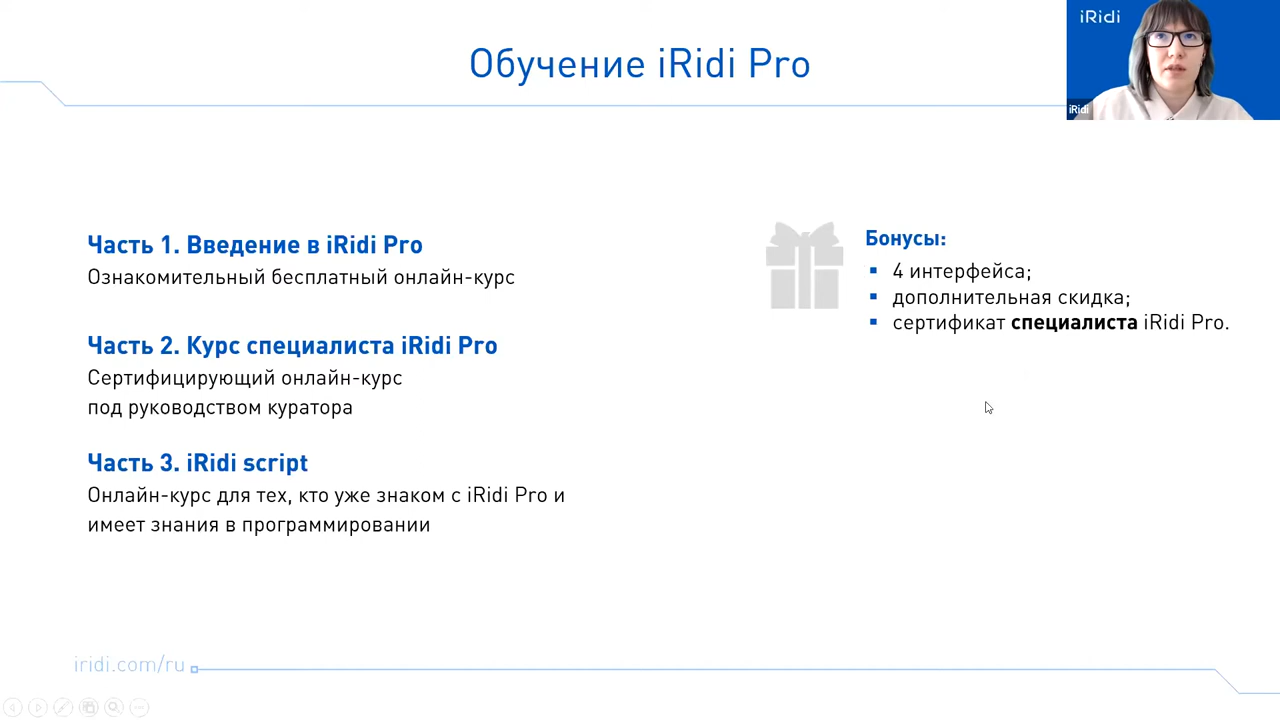 Обучение iRidi Pro
iRidi
iRidi
Часть 1. Введение в iRidi Pro
Ознакомительный бесплатный онлайн-курс
Часть 2. Курс специалиста iRidi Pro
Сертифицирующий онлайн-курс
под руководством куратора
Часть 3. iRidi script
Онлайн-курс для тех, кто уже знаком с iRidi Pro и
имеет знания в программировании
Бонусы:
4 интерфейса;
дополнительная скидка;
сертификат специалиста iRidi Pro.
iridi.com/ru